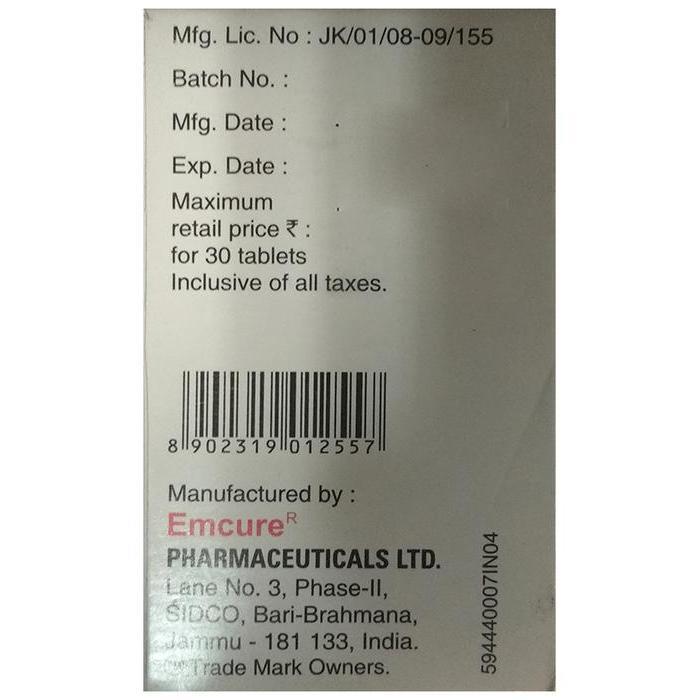 Mfg. Lic. No : JK/01/08-09/155
Batch No. :
Mfg. Date :
Exp. Date :
Maximum
retail price ₹ :
for 30 tablets
Inclusive of all taxes.
8 902319 012557
Manufactured by :
Emcure R
PHARMACEUTICALS LTD.
Lane No. 3, Phase-II,
SIDCO, Bari-Brahmana,
Jammu - 181 133, India.
Trade Mark Owners.
594440007IN04